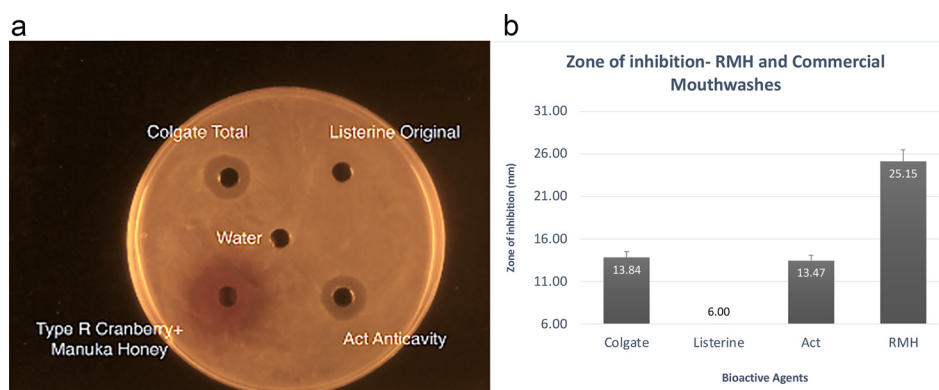 a
Colgate Total
Listerine Original
Water
Type R Cranberry+
Manuka Honey
Act Anticavity
b
Zone of inhibition- RMH and Commercial
Mouthwashes
Zone of inhibition (mm)
31.00
26.00
21.00
16.00
11.00
6.00
13.84
6.00
13.47
25.15
Colgate
Listerine
Act
RMH
Bioactive Agents